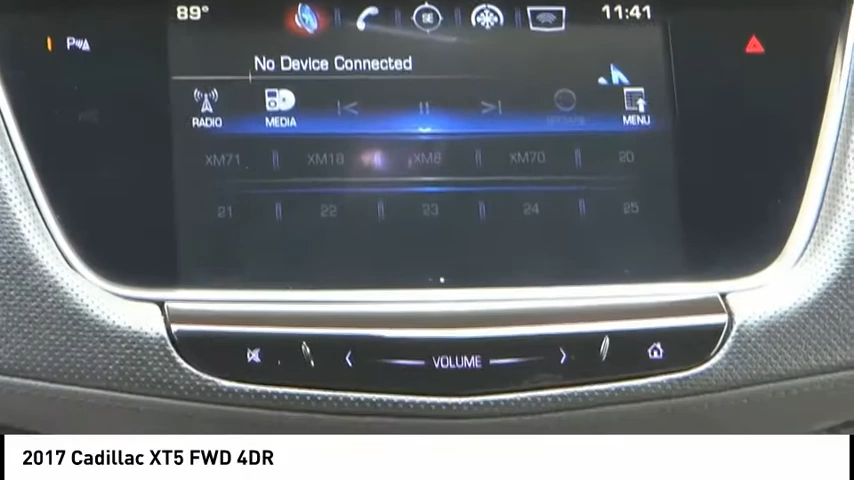 89° SE 11:41
P
No Device Connected
RADIO MEDIA MENU
XM71 XM18 XM8 XM70 20
21 22 23 24 25
VOLUME
2017 Cadillac XT5 FWD 4DR